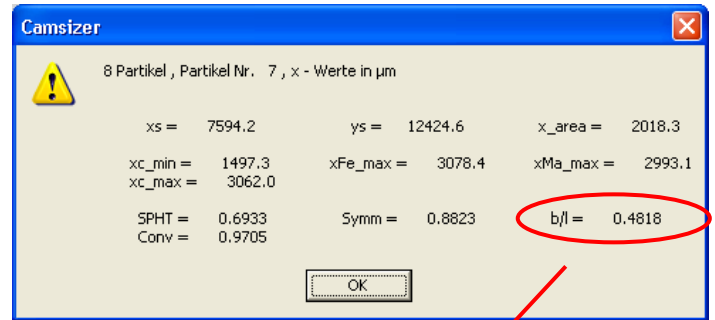 Camsizer
8 Partikel , Partikel Nr. 7 , x - Werte in µm
xs = 7594.2 ys = 12424.6 x_area = 2018.3
xc_min = 1497.3 xFe_max = 3078.4 xMa_max = 2993.1
xc_max = 3062.0
SPHT = 0.6933 Symm = 0.8823 b/l = 0.4818
Conv = 0.9705
OK